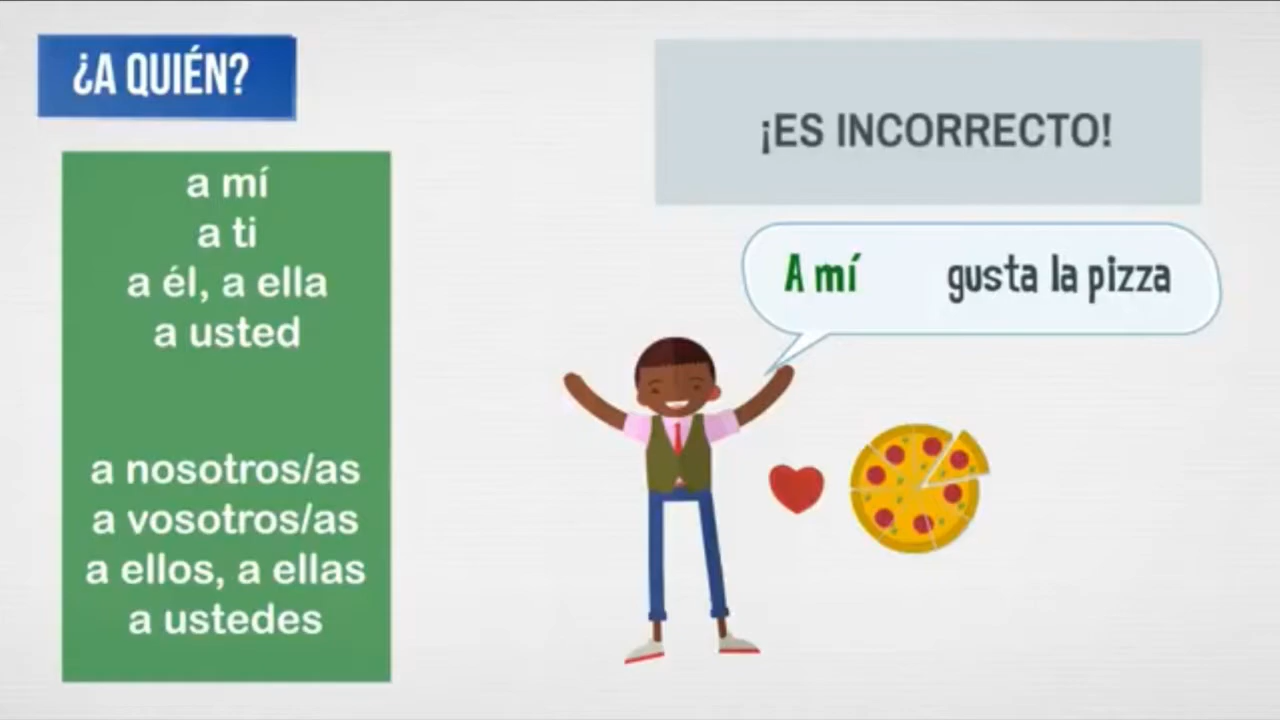 ¿A QUIÉN?
a mí
a ti
a él, a ella
a usted
a nosotros/as
a vosotros/as
a ellos, a ellas
a ustedes
¡ES INCORRECTO!
A mí gusta la pizza